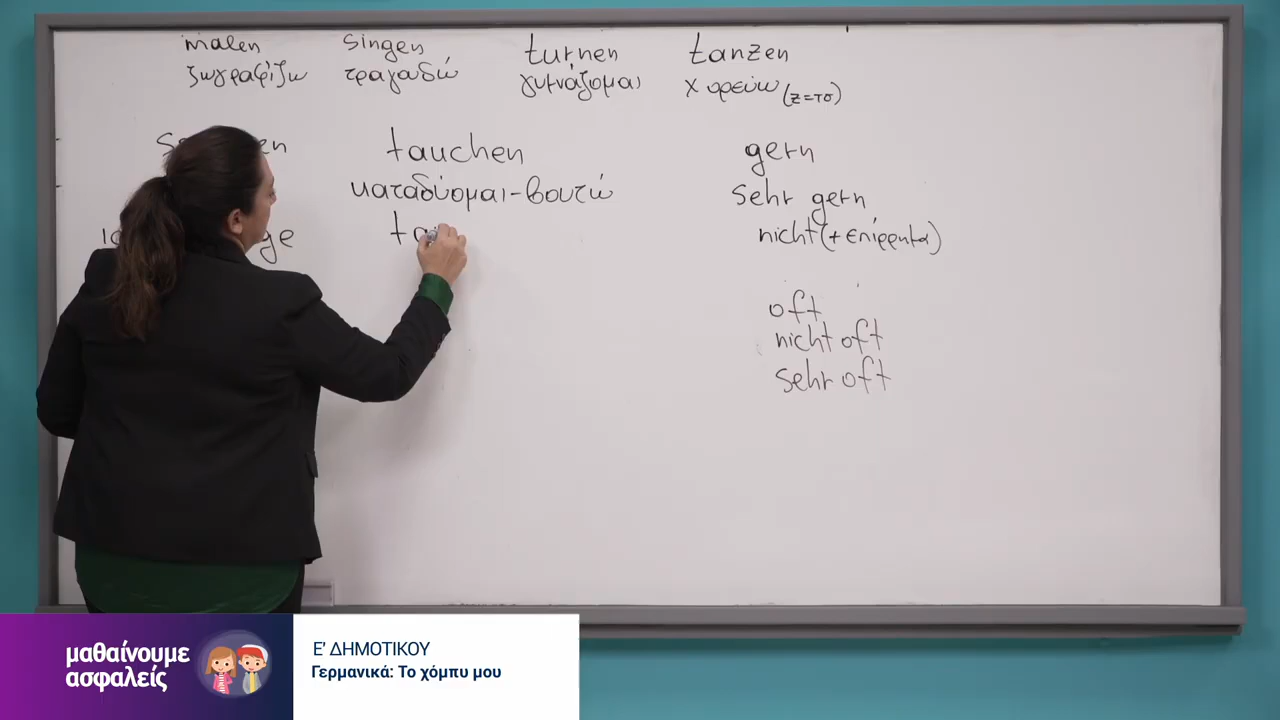 malen singen turnen tanzen
ζωγραφίζω τραγουδώ γυμνάζομαι χορεύω (z=τσ)
tauchen gern
καταδύομαι-βουτώ sehr gern
nicht (+επίρρημα)
oft
nicht oft
sehr oft
μαθαίνουμε
ασφαλείς
Ε' ΔΗΜΟΤΙΚΟΥ
Γερμανικά: Το χόμπυ μου